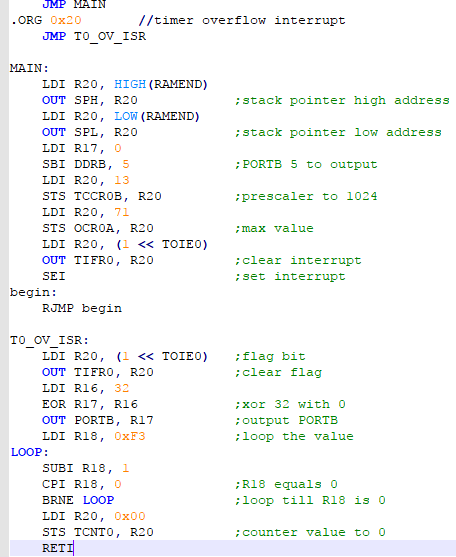 JMP MAIN
.ORG 0x20 //timer overflow interrupt
JMP T0_OV_ISR
MAIN:
LDI R20, HIGH(RAMEND)
OUT SPH, R20 ;stack pointer high address
LDI R20, LOW(RAMEND)
OUT SPL, R20 ;stack pointer low address
LDI R17, 0
SBI DDRB, 5 ;PORTB 5 to output
LDI R20, 13
STS TCCR0B, R20 ;prescaler to 1024
LDI R20, 71
STS OCR0A, R20 ;max value
LDI R20, (1 << TOIE0)
OUT TIFR0, R20 ;clear interrupt
SEI ;set interrupt
begin:
RJMP begin
T0_OV_ISR:
LDI R20, (1 << TOIE0) ;flag bit
OUT TIFR0, R20 ;clear flag
LDI R16, 32
EOR R17, R16 ;xor 32 with 0
OUT PORTB, R17 ;output PORTB
LDI R18, 0xF3 ;loop the value
LOOP:
SUBI R18, 1
CPI R18, 0 ;R18 equals 0
BRNE LOOP ;loop till R18 is 0
LDI R20, 0x00
STS TCNT0, R20 ;counter value to 0
RETI